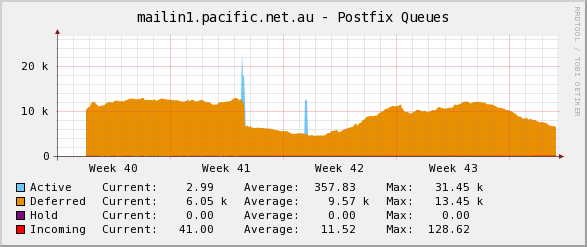 mailin1.pacific.net.au - Postfix Queues
RRDTOOL / TOBI OETIKER
20 k
10 k
0
Week 40 Week 41 Week 42 Week 43
Active Current: 2.99 Average: 357.83 Max: 31.45 k
Deferred Current: 6.05 k Average: 9.57 k Max: 13.45 k
Hold Current: 0.00 Average: 0.00 Max: 0.00
Incoming Current: 41.00 Average: 11.52 Max: 128.62